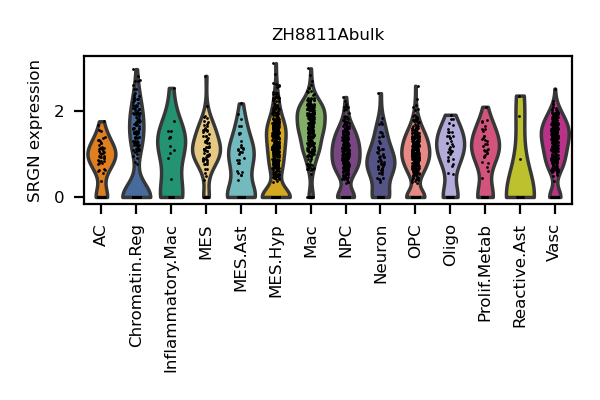 ZH8811Abulk
SRGN expression
2
0
AC
Chromatin.Reg
Inflammatory.Mac
MES
MES.Ast
MES.Hyp
Mac
NPC
Neuron
OPC
Oligo
Prolif.Metab
Reactive.Ast
Vasc